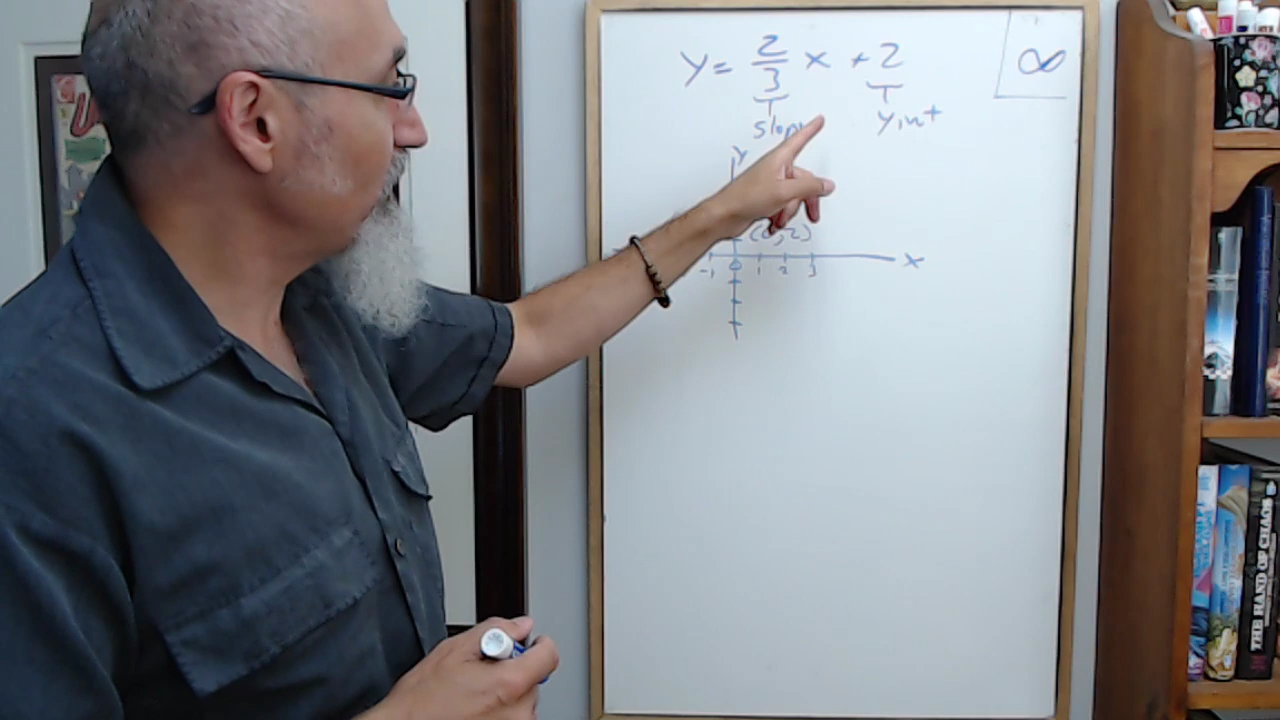 y = 2/3 x + 2
∞
slope
y int
y
(0,2)
x
-1 0 1 2 3
THE HAND OF CHAOS